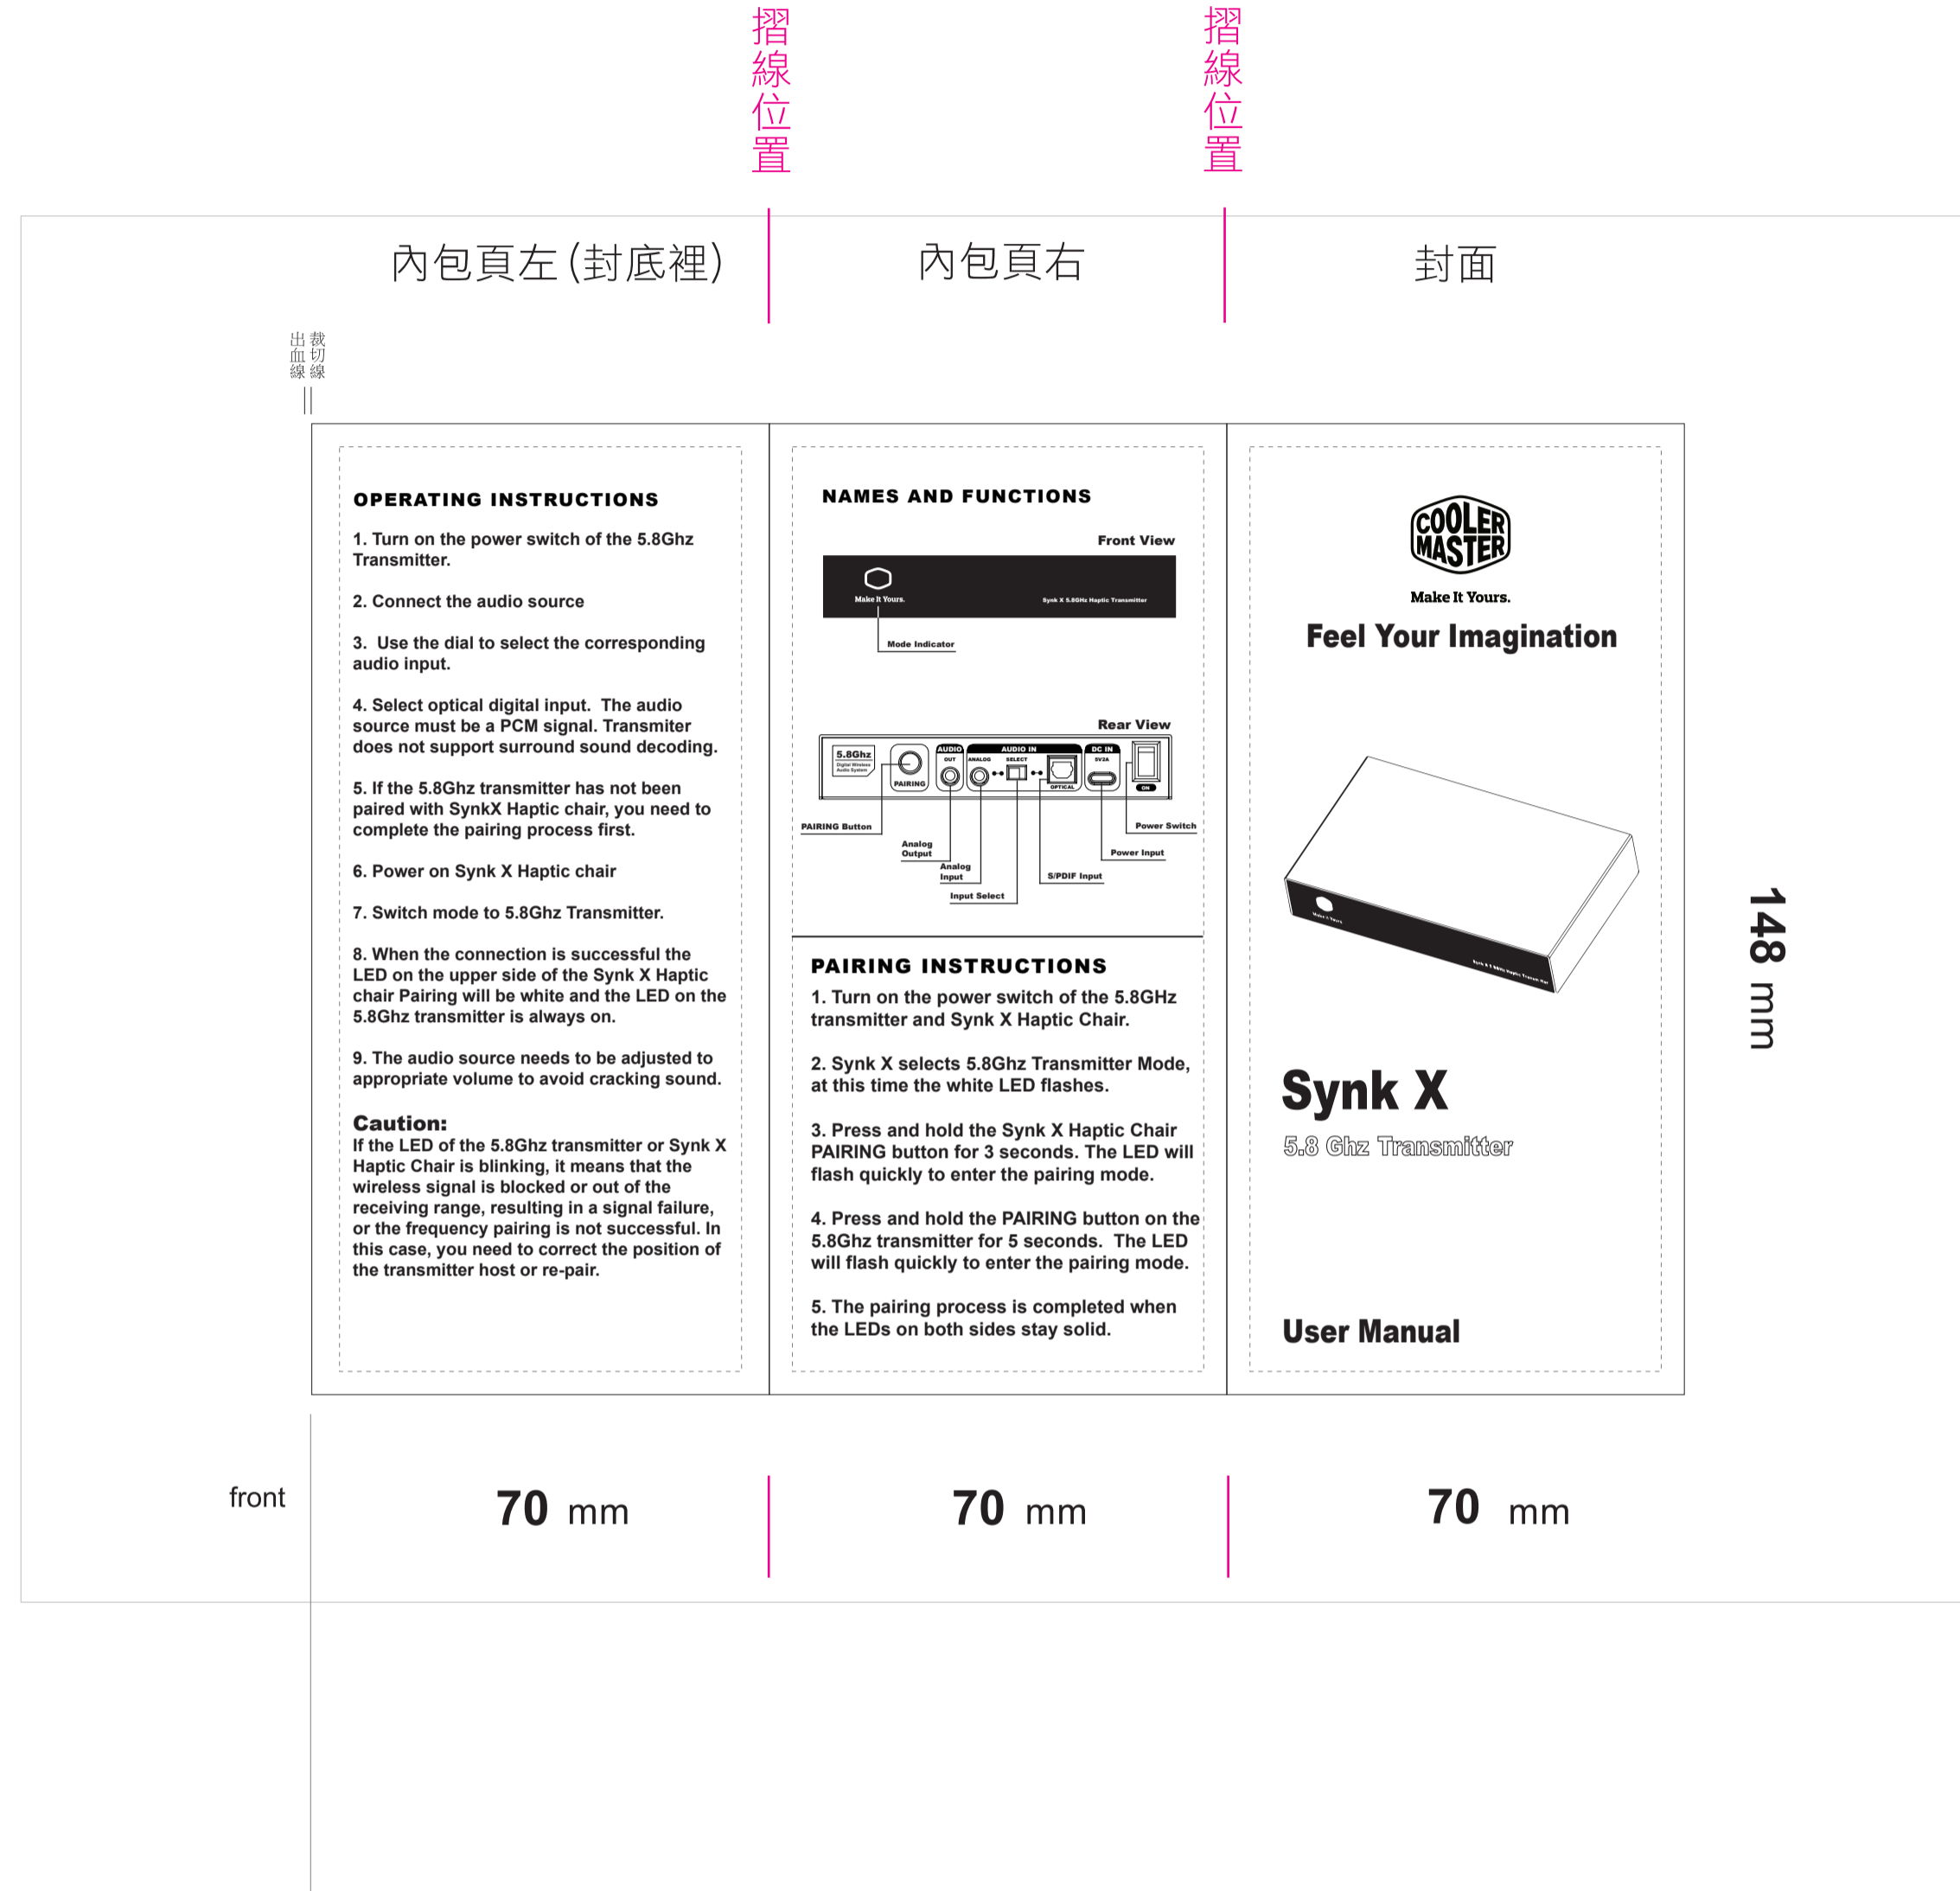 摺線位置
摺線位置
內包頁左(封底裡)
內包頁右
封面
出血線
裁切線
OPERATING INSTRUCTIONS
1. Turn on the power switch of the 5.8Ghz
Transmitter.
2. Connect the audio source
3.  Use the dial to select the corresponding
audio input.
4. Select optical digital input.  The audio
source must be a PCM signal. Transmiter
does not support surround sound decoding.
5. If the 5.8Ghz transmitter has not been
paired with SynkX Haptic chair, you need to
complete the pairing process first.
6. Power on Synk X Haptic chair
7. Switch mode to 5.8Ghz Transmitter.
8. When the connection is successful the
LED on the upper side of the Synk X Haptic
chair Pairing will be white and the LED on the
5.8Ghz transmitter is always on.
9. The audio source needs to be adjusted to
appropriate volume to avoid cracking sound.
Caution:
If the LED of the 5.8Ghz transmitter or Synk X
Haptic Chair is blinking, it means that the
wireless signal is blocked or out of the
receiving range, resulting in a signal failure,
or the frequency pairing is not successful. In
this case, you need to correct the position of
the transmitter host or re-pair.
NAMES AND FUNCTIONS
Front View
Make It Yours.
Synk X 5.8GHz Haptic Transmitter
Mode Indicator
Rear View
5.8Ghz
Digital Wireless
Audio System
PAIRING
AUDIO
OUT
AUDIO IN
ANALOG
SELECT
OPTICAL
DC IN
5V2A
ON
PAIRING Button
Analog
Output
Analog
Input
Input Select
S/PDIF Input
Power Input
Power Switch
PAIRING INSTRUCTIONS
1. Turn on the power switch of the 5.8GHz
transmitter and Synk X Haptic Chair.
2. Synk X selects 5.8Ghz Transmitter Mode,
at this time the white LED flashes.
3. Press and hold the Synk X Haptic Chair
PAIRING button for 3 seconds. The LED will
flash quickly to enter the pairing mode.
4. Press and hold the PAIRING button on the
5.8Ghz transmitter for 5 seconds.  The LED
will flash quickly to enter the pairing mode.
5. The pairing process is completed when
the LEDs on both sides stay solid.
COOLER
MASTER
Make It Yours.
Feel Your Imagination
Make It Yours
Synk X
5.8 Ghz Transmitter
User Manual
148 mm
front
70 mm
70 mm
70 mm